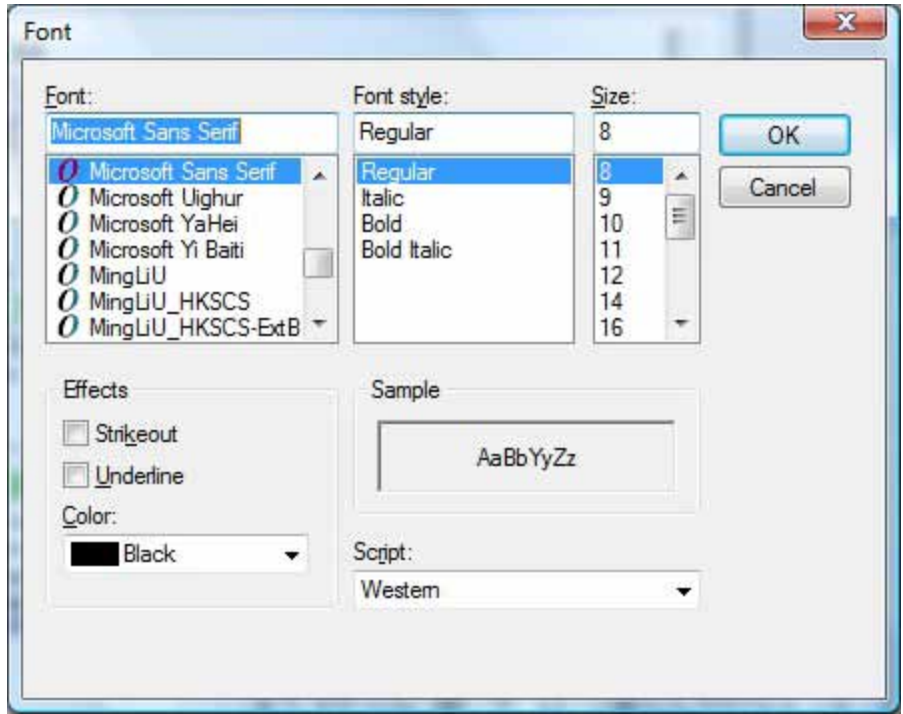 Font
Font:
Font style:
Size:
Microsoft Sans Serif
Regular
8
OK
Cancel
Microsoft Sans Serif
Microsoft Uighur
Microsoft YaHei
Microsoft Yi Baiti
MingLiU
MingLiU_HKSCS
MingLiU_HKSCS-ExtB
Regular
Italic
Bold
Bold Italic
8
9
10
11
12
14
16
Effects
Strikeout
Underline
Color:
Black
Sample
AaBbYyZz
Script:
Western